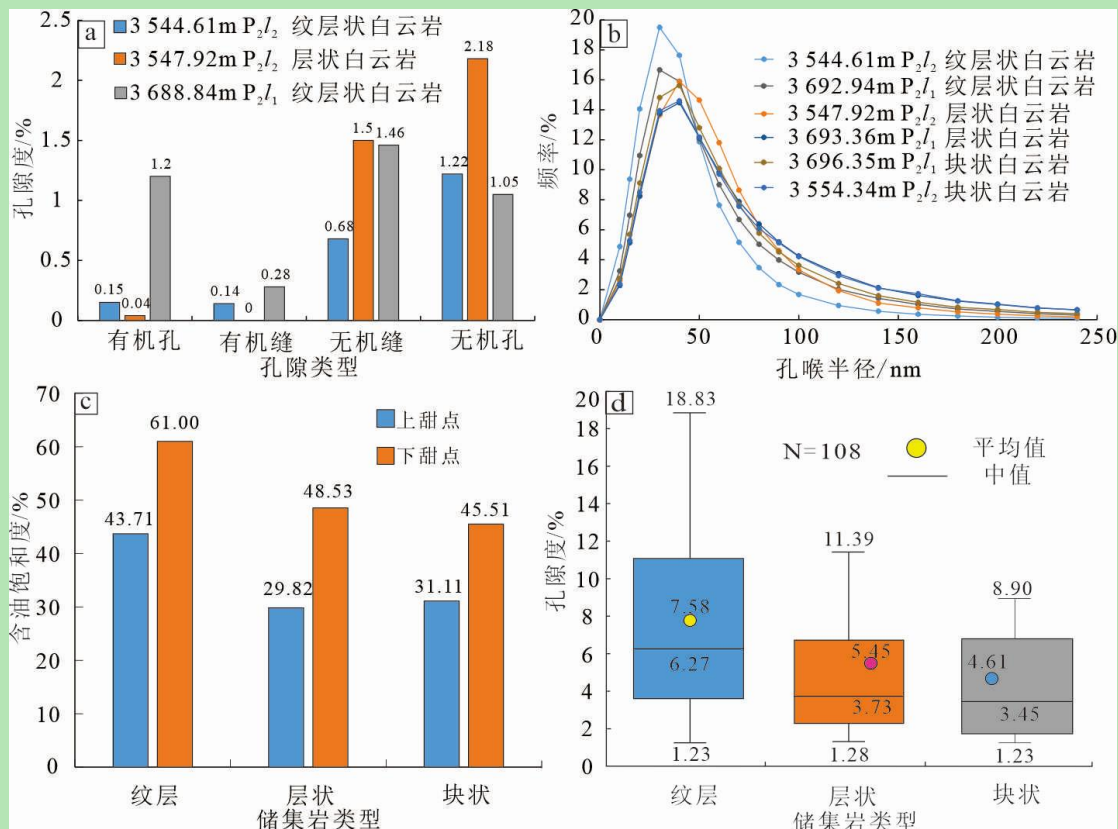 a
3 544.61m P₂l₂ 纹层状白云岩
3 547.92m P₂l₂ 层状白云岩
3 688.84m P₂l₁ 纹层状白云岩
孔隙度/%
2.5
2
1.5
1
0.5
0
0.15
0.04
1.2
0.14
0
0.28
0.68
1.5
1.46
1.22
2.18
1.05
有机孔 有机缝 无机缝 无机孔
孔隙类型
b
3 544.61m P₂l₂ 纹层状白云岩
3 692.94m P₂l₁ 纹层状白云岩
3 547.92m P₂l₂ 层状白云岩
3 693.36m P₂l₁ 层状白云岩
3 696.35m P₂l₁ 块状白云岩
3 554.34m P₂l₂ 块状白云岩
频率/%
20
18
16
14
12
10
8
6
4
2
0
0 50 100 150 200 250
孔喉半径/nm
c
上甜点
下甜点
含油饱和度/%
70
60
50
40
30
20
10
0
43.71
61.00
29.82
48.53
31.11
45.51
纹层 层状 块状
储集岩类型
d
N=108
平均值
中值
孔隙度/%
20
18
16
14
12
10
8
6
4
2
0
18.83
7.58
6.27
1.23
11.39
5.45
3.73
1.28
8.90
4.61
3.45
1.23
纹层 层状 块状
储集岩类型